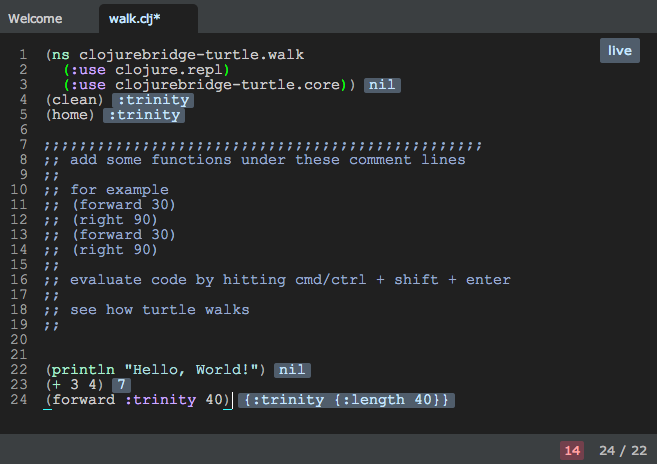 Welcome walk.clj*
live
1 (ns clojurebridge-turtle.walk
2 (:use clojure.repl)
3 (:use clojurebridge-turtle.core)) nil
4 (clean) :trinity
5 (home) :trinity
6
7 ;;;;;;;;;;;;;;;;;;;;;;;;;;;;;;;;;;;;;;;;;;;;;;;;;
8 ;; add some functions under these comment lines
9 ;;
10 ;; for example
11 ;; (forward 30)
12 ;; (right 90)
13 ;; (forward 30)
14 ;; (right 90)
15 ;;
16 ;; evaluate code by hitting cmd/ctrl + shift + enter
17 ;;
18 ;; see how turtle walks
19 ;;
20
21
22 (println "Hello, World!") nil
23 (+ 3 4) 7
24 (forward :trinity 40) {:trinity {:length 40}}
14 24 / 22